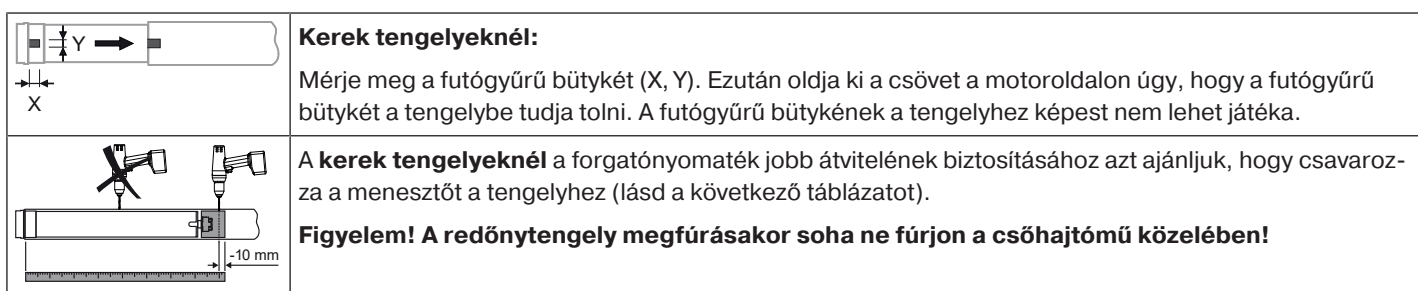 Y
X
Kerek tengelyeknél:
Mérje meg a futógyűrű bütykét (X, Y). Ezután oldja ki a csövet a motoroldalon úgy, hogy a futógyűrű
bütykét a tengelybe tudja tolni. A futógyűrű bütykének a tengelyhez képest nem lehet játéka.
-10 mm
A kerek tengelyeknél a forgatónyomaték jobb átvitelének biztosításához azt ajánljuk, hogy csavaroz-
za a menesztőt a tengelyhez (lásd a következő táblázatot).
Figyelem! A redőnytengely megfúrásakor soha ne fúrjon a csőhajtómű közelében!